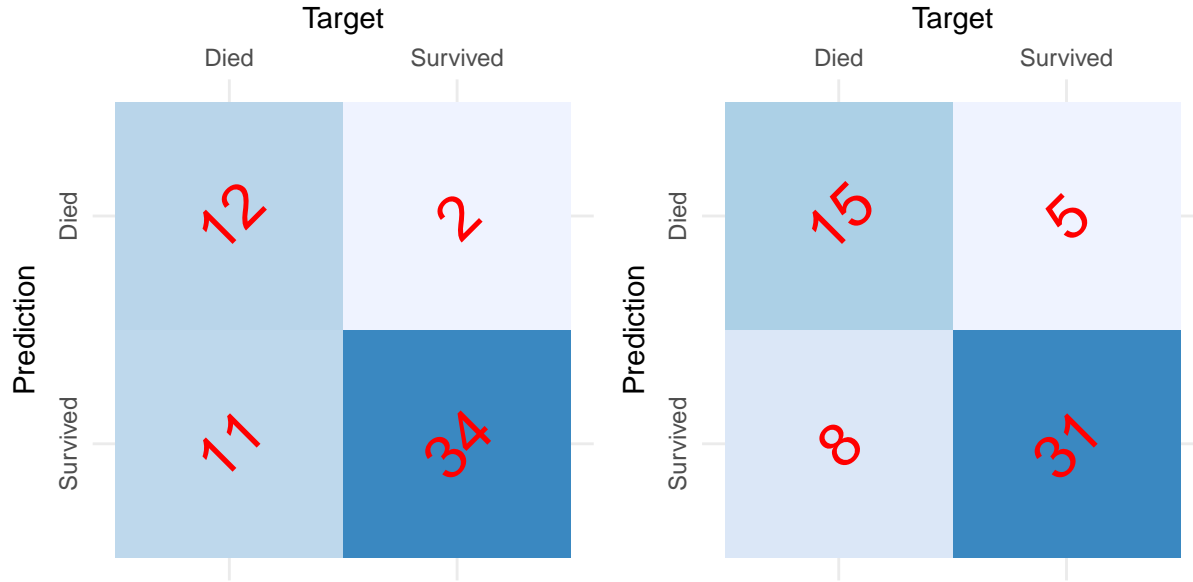 Target
Died Survived
Prediction
Died
12 2
Survived
11 34
Target
Died Survived
Prediction
Died
15 5
Survived
8 31